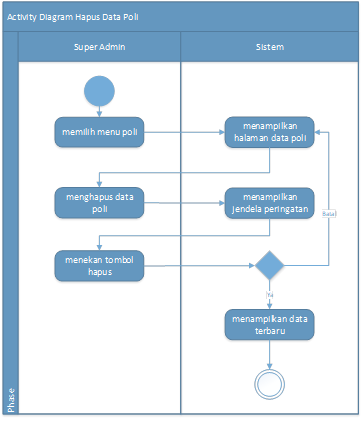 Activity Diagram Hapus Data Poli
Super Admin
Sistem
memilih menu poli
menampilkan
halaman data poli
menghapus data
poli
menampilkan
jendela peringatan
Batal
menekan tombol
hapus
Ya
menampilkan data
terbaru
Phase